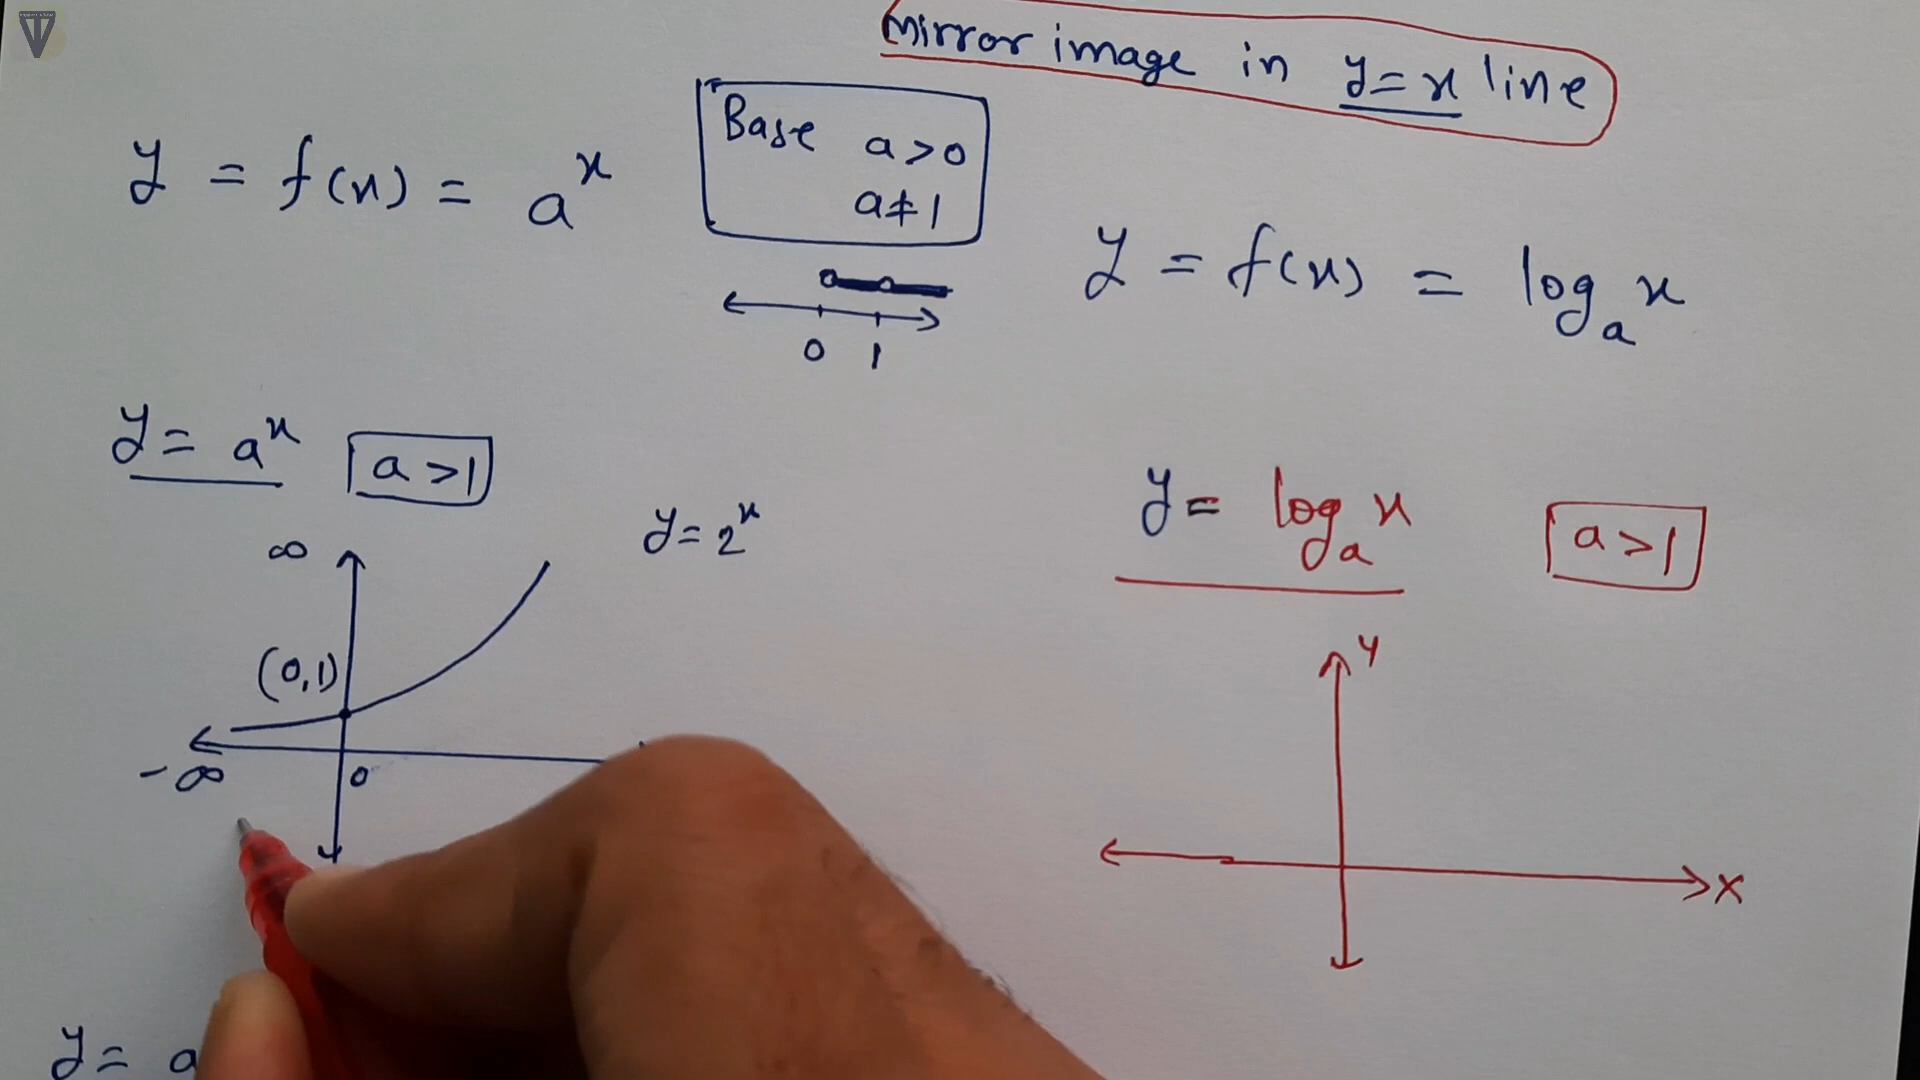 mirror image in y=x line
y = f(x) = a^x
Base a>0
a≠1
0 1
y = f(x) = log_a x
y = a^x a>1
y=2^x
∞
(0,1)
-∞ 0
y= log_a x a>1
Y
X
y= a